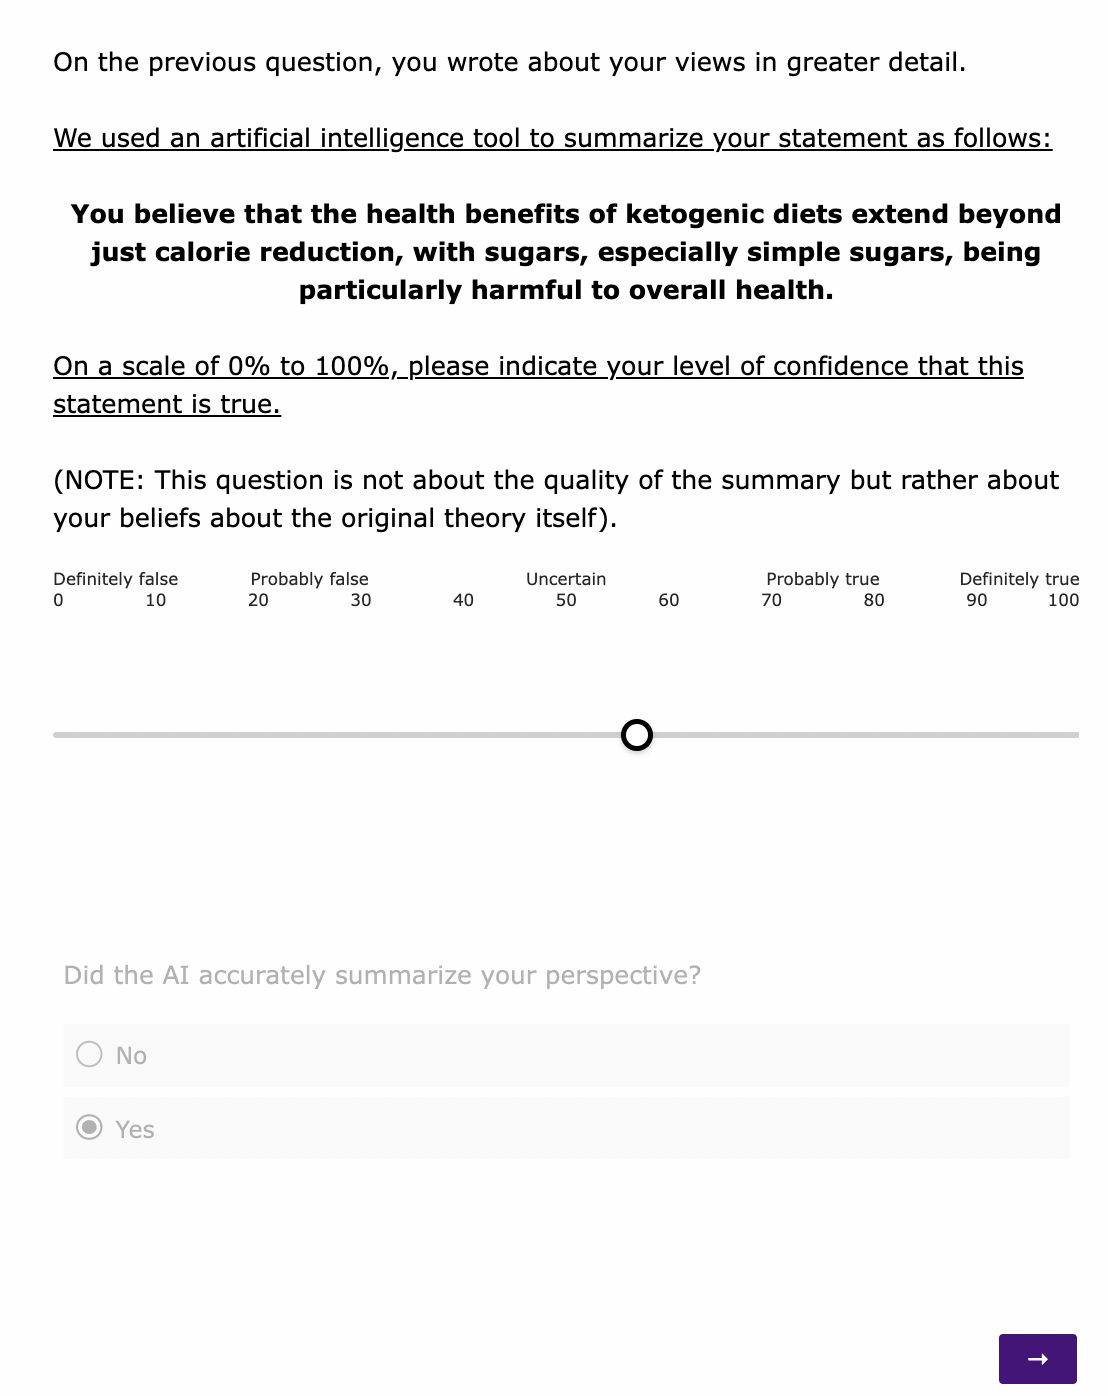 On the previous question, you wrote about your views in greater detail.
We used an artificial intelligence tool to summarize your statement as follows:
You believe that the health benefits of ketogenic diets extend beyond
just calorie reduction, with sugars, especially simple sugars, being
particularly harmful to overall health.
On a scale of 0% to 100%, please indicate your level of confidence that this
statement is true.
(NOTE: This question is not about the quality of the summary but rather about
your beliefs about the original theory itself).
Definitely false Probably false Uncertain Probably true Definitely true
0 10 20 30 40 50 60 70 80 90 100
Did the AI accurately summarize your perspective?
No
Yes
→